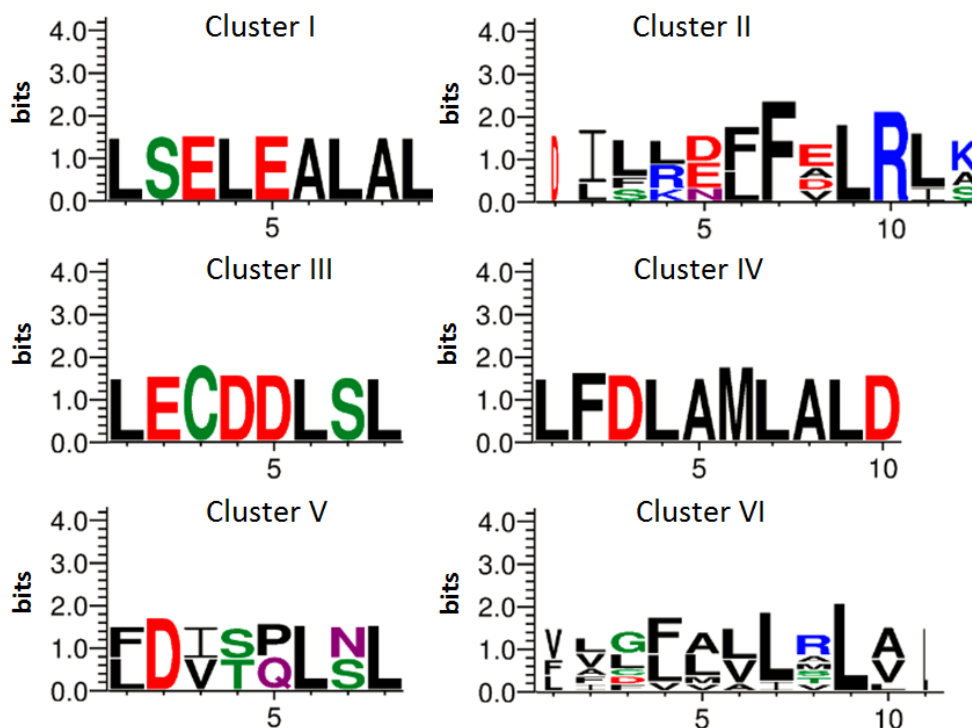 Cluster I
bits
4.0
3.0
2.0
1.0
0.0
LSELEALAL
5
Cluster II
bits
4.0
3.0
2.0
1.0
0.0
DILLDFFELRLK
5 10
Cluster III
bits
4.0
3.0
2.0
1.0
0.0
LECDDLSL
5
Cluster IV
bits
4.0
3.0
2.0
1.0
0.0
LFDLAMLALD
5 10
Cluster V
bits
4.0
3.0
2.0
1.0
0.0
FDISPLNL
L VTQ S
5
Cluster VI
bits
4.0
3.0
2.0
1.0
0.0
VLGFALLRLA
5 10